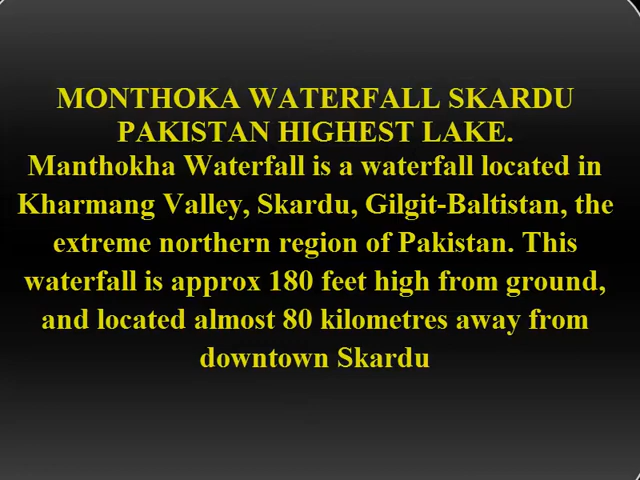 MONTHOKA WATERFALL SKARDU
PAKISTAN HIGHEST LAKE.
Manthokha Waterfall is a waterfall located in
Kharmang Valley, Skardu, Gilgit-Baltistan, the
extreme northern region of Pakistan. This
waterfall is approx 180 feet high from ground,
and located almost 80 kilometres away from
downtown Skardu